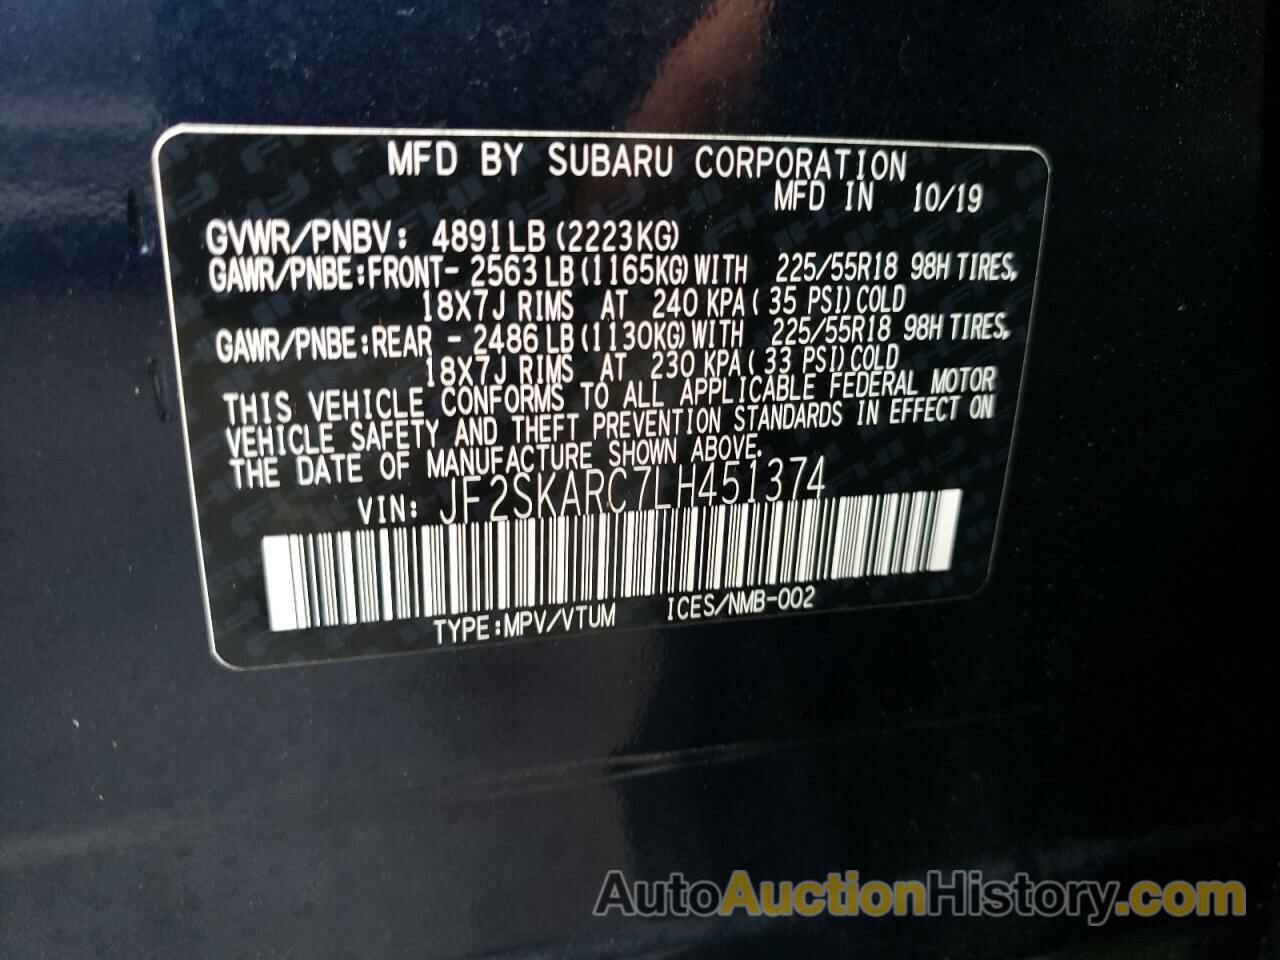 MFD BY SUBARU CORPORATION
MFD IN 10/19
GVWR/PNBV: 4891LB (2223KG)
GAWR/PNBE:FRONT- 2563 LB (1165KG) WITH 225/55R18 98H TIRES,
18X7J RIMS AT 240 KPA ( 35 PSI) COLD
GAWR/PNBE:REAR - 2486 LB (1130KG) WITH 225/55R18 98H TIRES,
18X7J RIMS AT 230 KPA ( 33 PSI) COLD
THIS VEHICLE CONFORMS TO ALL APPLICABLE FEDERAL MOTOR
VEHICLE SAFETY AND THEFT PREVENTION STANDARDS IN EFFECT ON
THE DATE OF MANUFACTURE SHOWN ABOVE.
VIN: JF2SKARC7LH451374
TYPE:MPV/VTUM ICES/NMB-002
AutoAuctionHistory.com